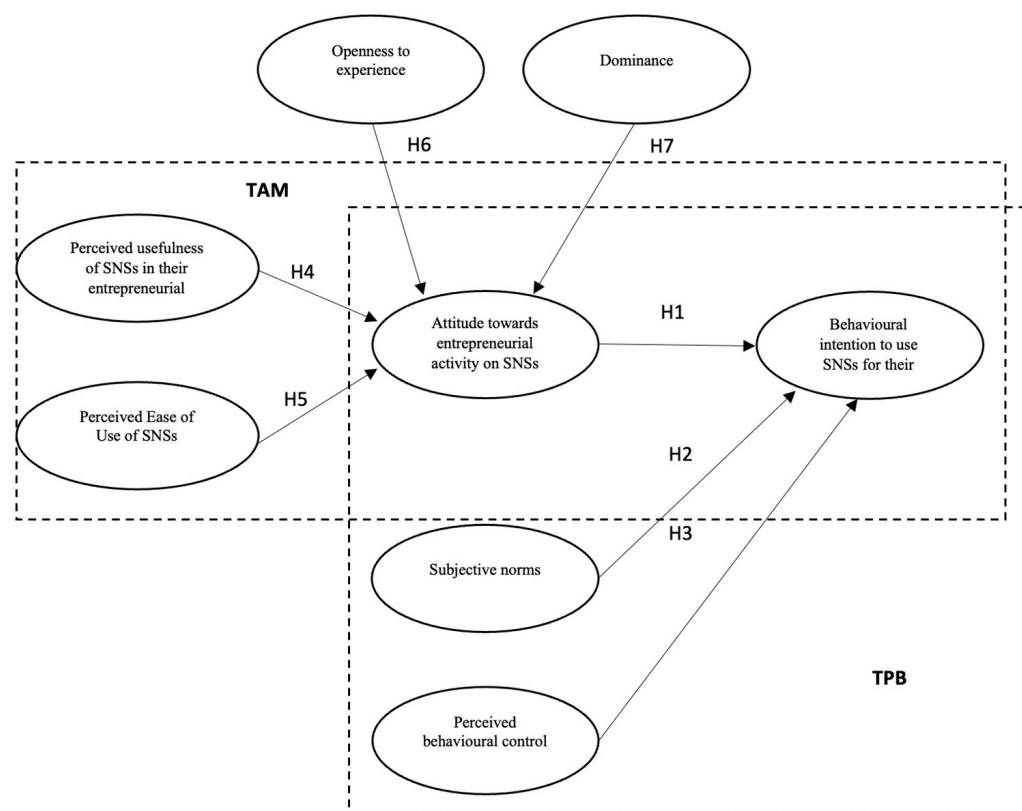 Openness to
experience
Dominance
H6
H7
TAM
Perceived usefulness
of SNSs in their
entrepreneurial
H4
Attitude towards
entrepreneurial
activity on SNSs
H1
Behavioural
intention to use
SNSs for their
Perceived Ease of
Use of SNSs
H5
H2
H3
Subjective norms
TPB
Perceived
behavioural control